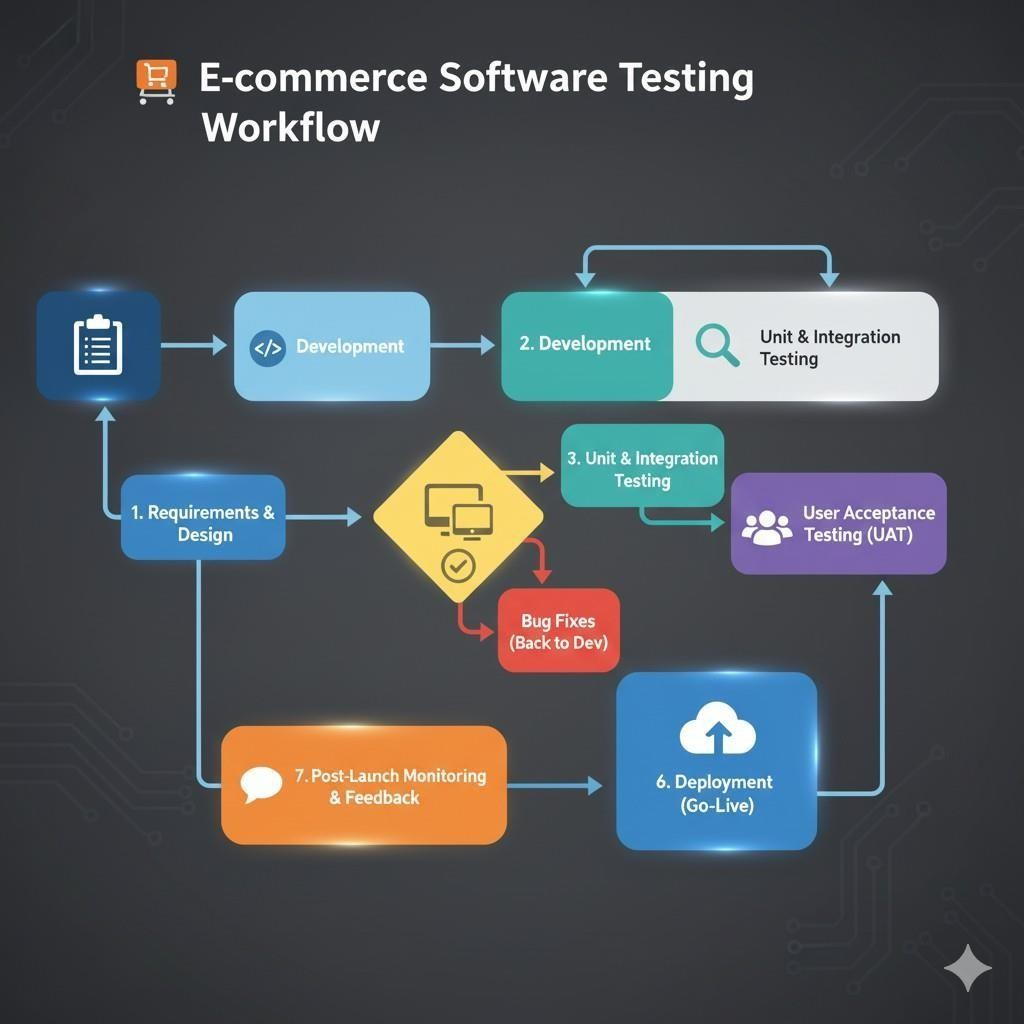 E-commerce Software Testing
Workflow
</> Development
2. Development
Unit & Integration
Testing
3. Unit & Integration
Testing
1. Requirements &
Design
User Acceptance
Testing (UAT)
Bug Fixes
(Back to Dev)
7. Post-Launch Monitoring
& Feedback
6. Deployment
(Go-Live)